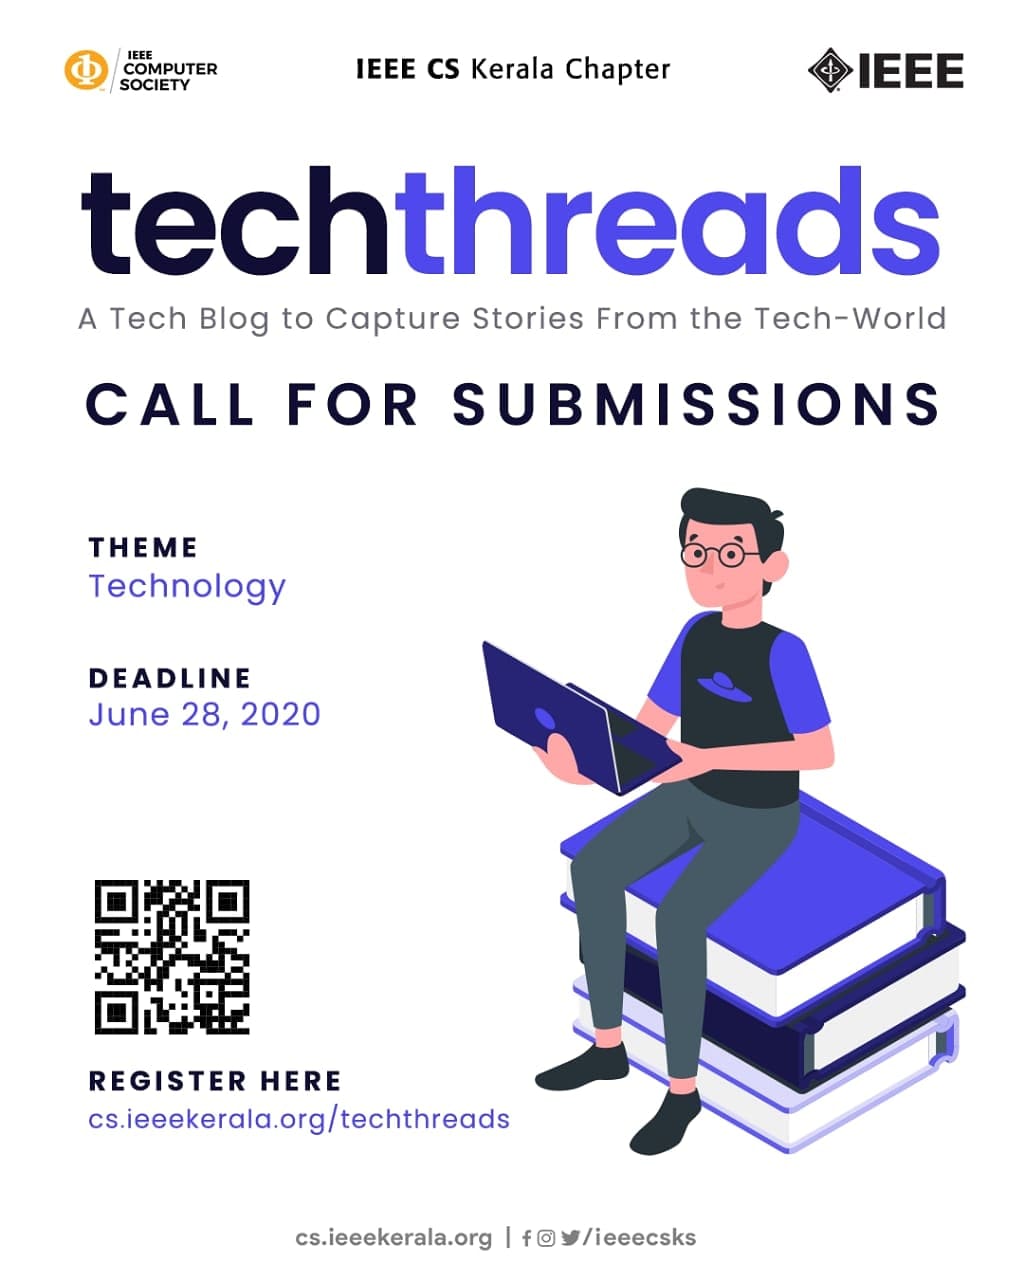 IEEE
COMPUTER
SOCIETY
IEEE CS Kerala Chapter
IEEE
techthreads
A Tech Blog to Capture Stories From the Tech-World
CALL FOR SUBMISSIONS
THEME
Technology
DEADLINE
June 28, 2020
REGISTER HERE
cs.ieeekerala.org/techthreads
cs.ieeekerala.org | /ieeecsks